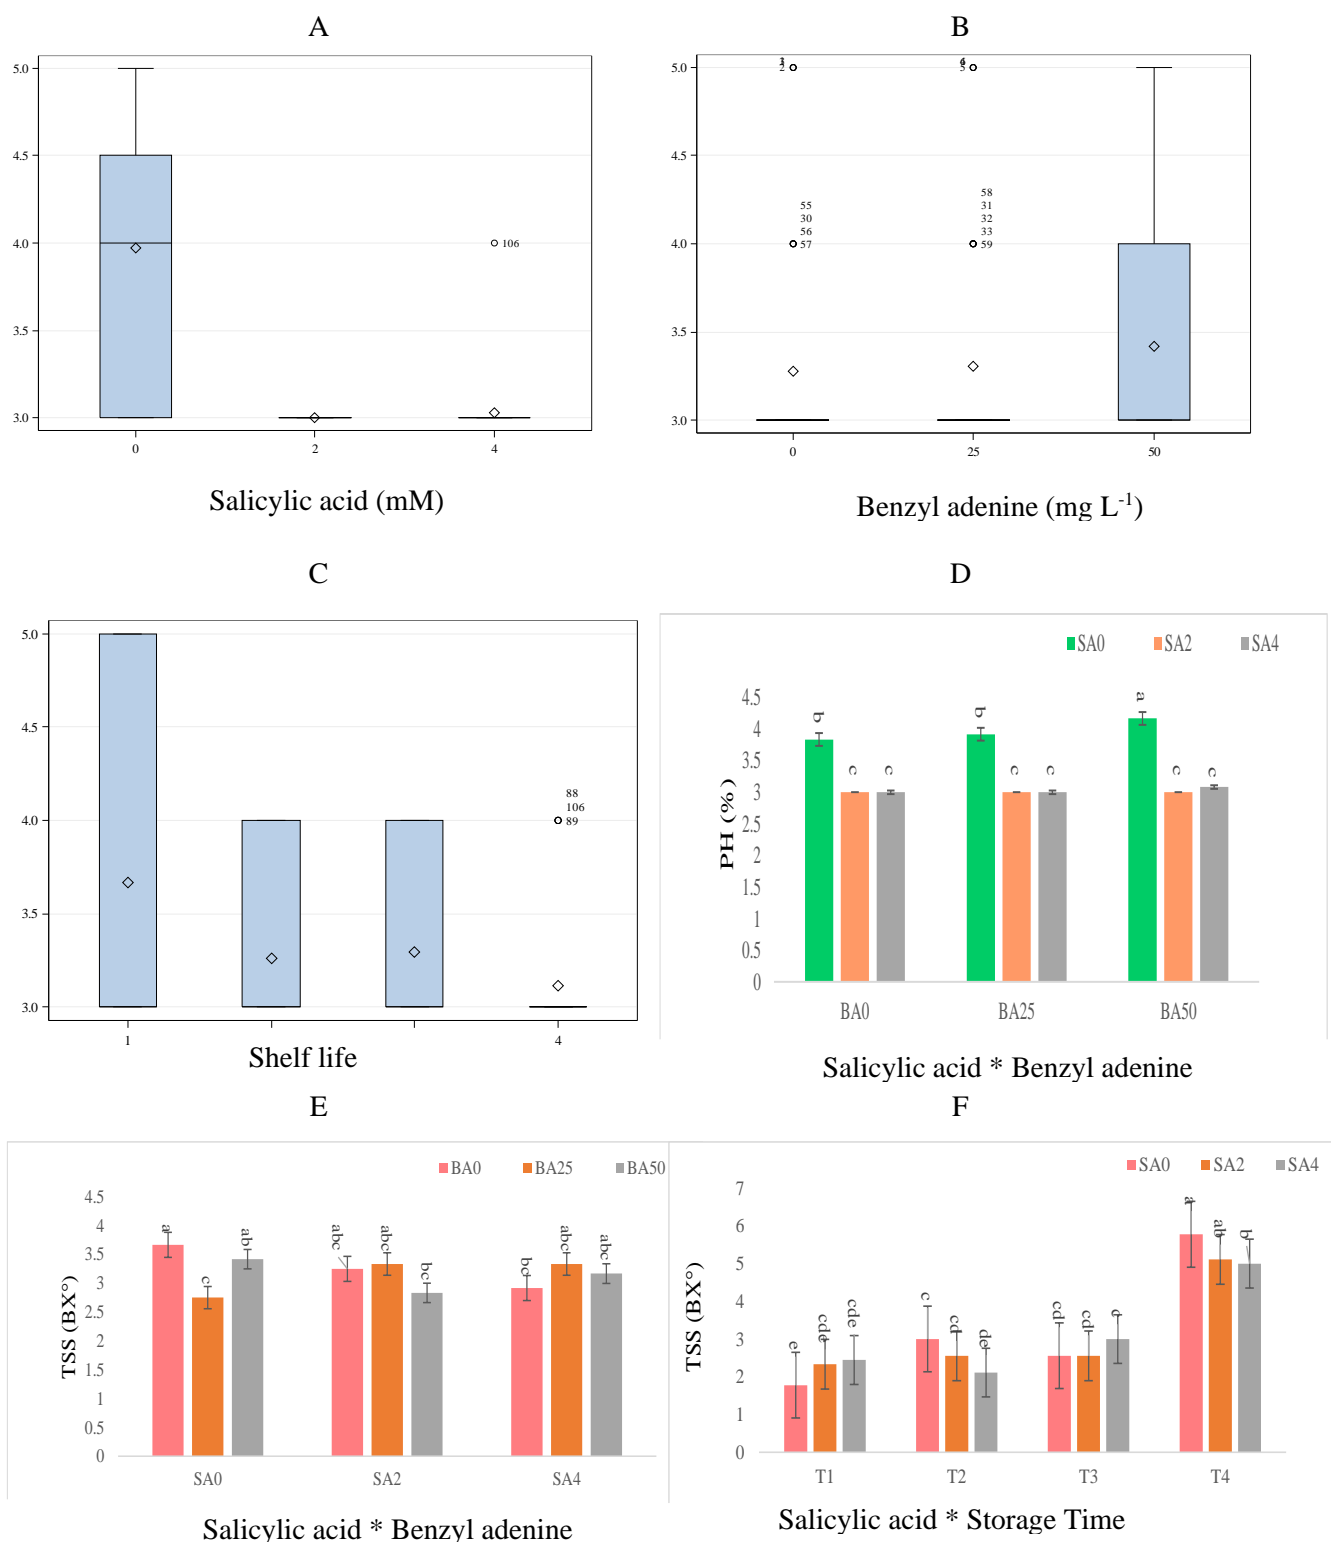 A
5.0
4.5
4.0
3.5
3.0
106
0
2
4
Salicylic acid (mM)
B
5.0
4.5
4.0
3.5
3.0
2
5
55
30
56
57
58
31
32
33
59
0
25
50
Benzyl adenine (mg L-1)
C
5.0
4.5
4.0
3.5
3.0
88
106
89
1
4
Shelf life
D
SA0 SA2 SA4
PH (%)
4.5
4
3.5
3
2.5
2
1.5
1
0.5
0
b c c
b c c
a c c
BA0 BA25 BA50
Salicylic acid * Benzyl adenine
E
BA0 BA25 BA50
TSS (BX°)
4.5
4
3.5
3
2.5
2
1.5
1
0.5
0
a c ab
abc abc bc
bc abc abc
SA0 SA2 SA4
Salicylic acid * Benzyl adenine
F
SA0 SA2 SA4
TSS (BX°)
7
6
5
4
3
2
1
0
e cde cde
c cd de
cd cd c
a ab b
T1 T2 T3 T4
Salicylic acid * Storage Time